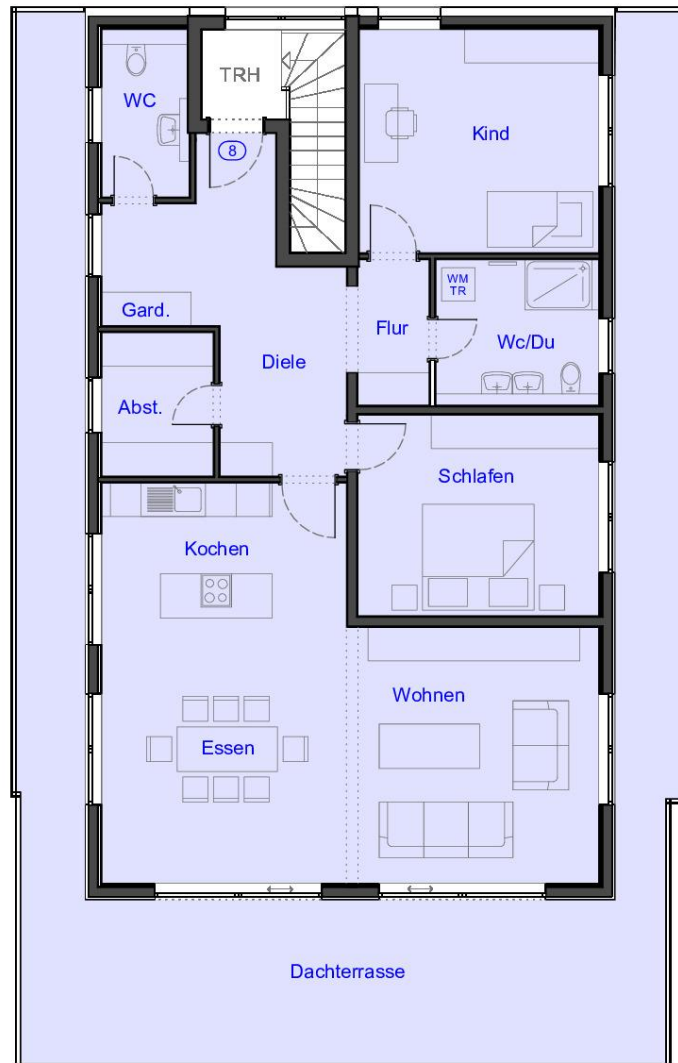 TRH
WC
8
Kind
WM
TR
Gard.
Flur
Wc/Du
Diele
Abst.
Schlafen
Kochen
Wohnen
Essen
Dachterrasse